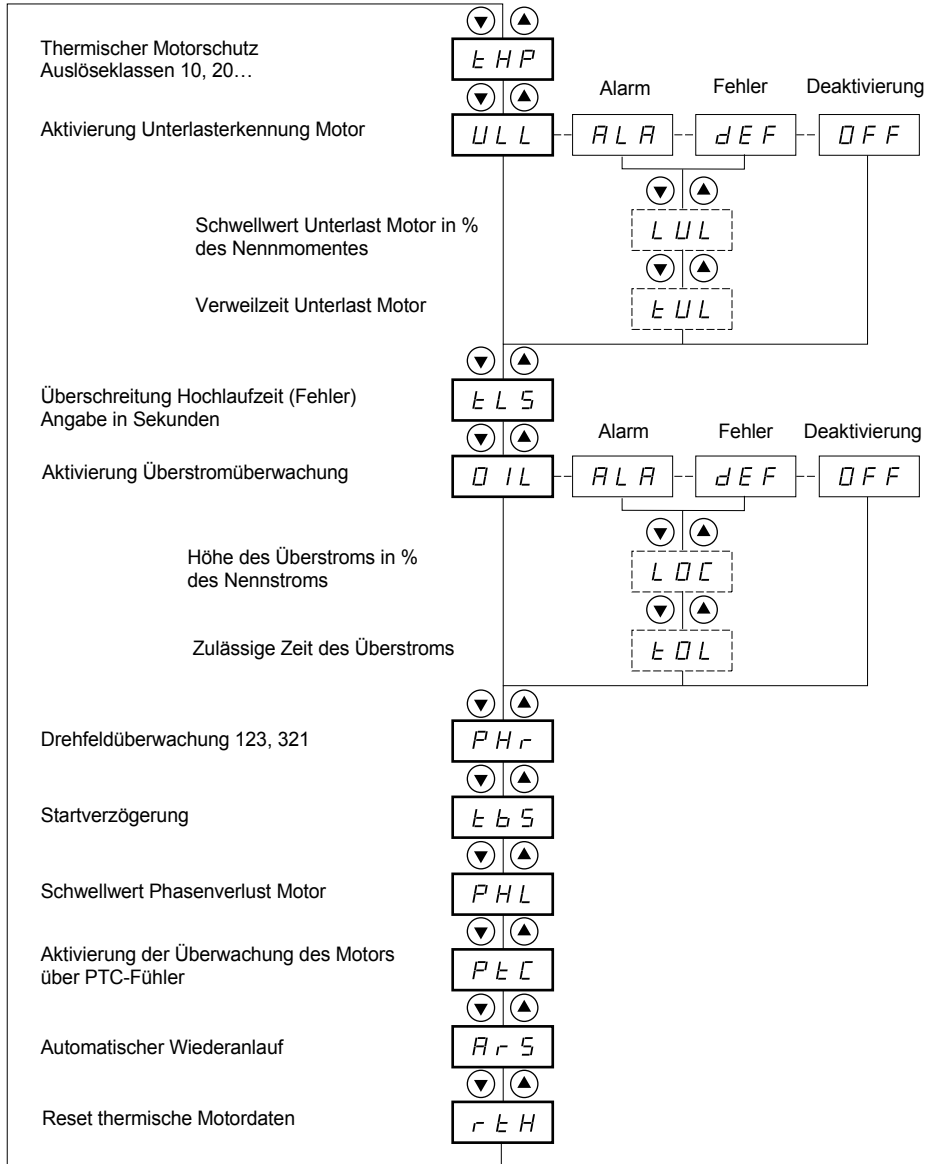 Thermischer Motorschutz
Auslöseklassen 10, 20…
tHP
Alarm Fehler Deaktivierung
Aktivierung Unterlasterkennung Motor
ULL ALA dEF OFF
Schwellwert Unterlast Motor in %
des Nennmomentes
LUL
Verweilzeit Unterlast Motor
tUL
Überschreitung Hochlaufzeit (Fehler)
Angabe in Sekunden
tLS
Alarm Fehler Deaktivierung
Aktivierung Überstromüberwachung
OIL ALA dEF OFF
Höhe des Überstroms in %
des Nennstroms
LOC
Zulässige Zeit des Überstroms
tOL
Drehfeldüberwachung 123, 321
PHr
Startverzögerung
tbS
Schwellwert Phasenverlust Motor
PHL
Aktivierung der Überwachung des Motors
über PTC-Fühler
PtC
Automatischer Wiederanlauf
ArS
Reset thermische Motordaten
rtH